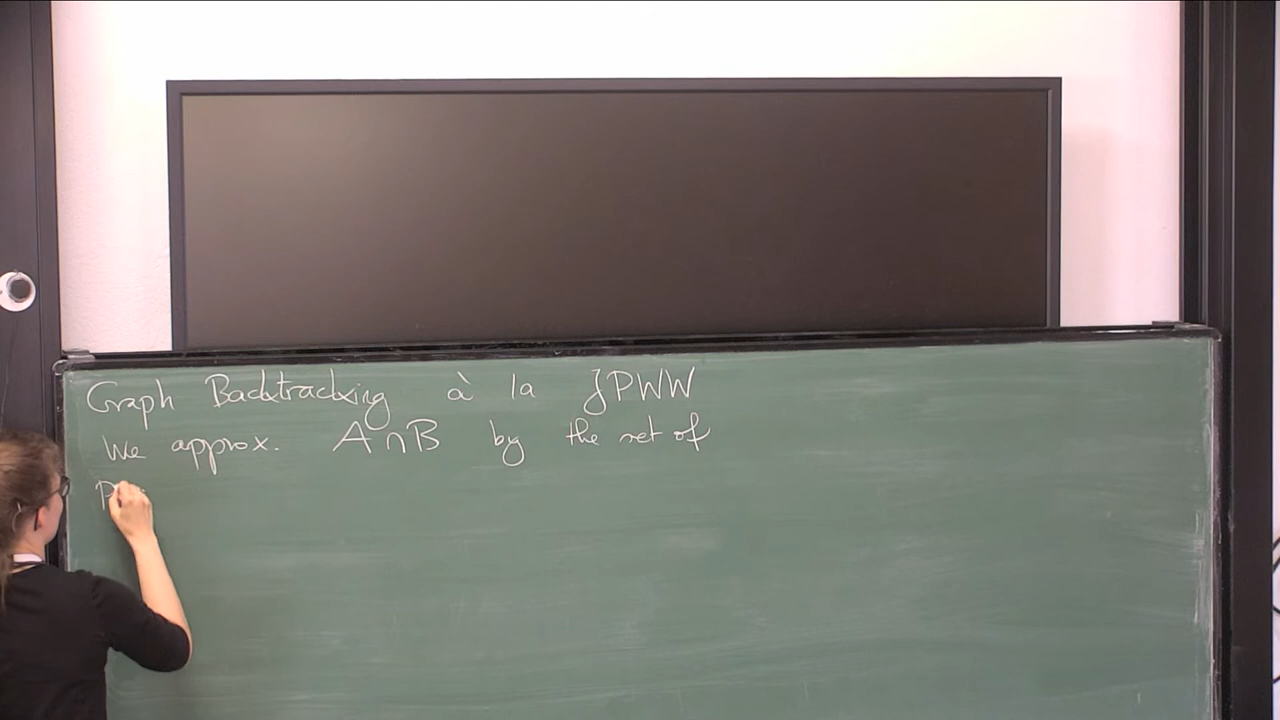 Graph Backtracking à la JPWW
We approx. A ∩ B by the set of